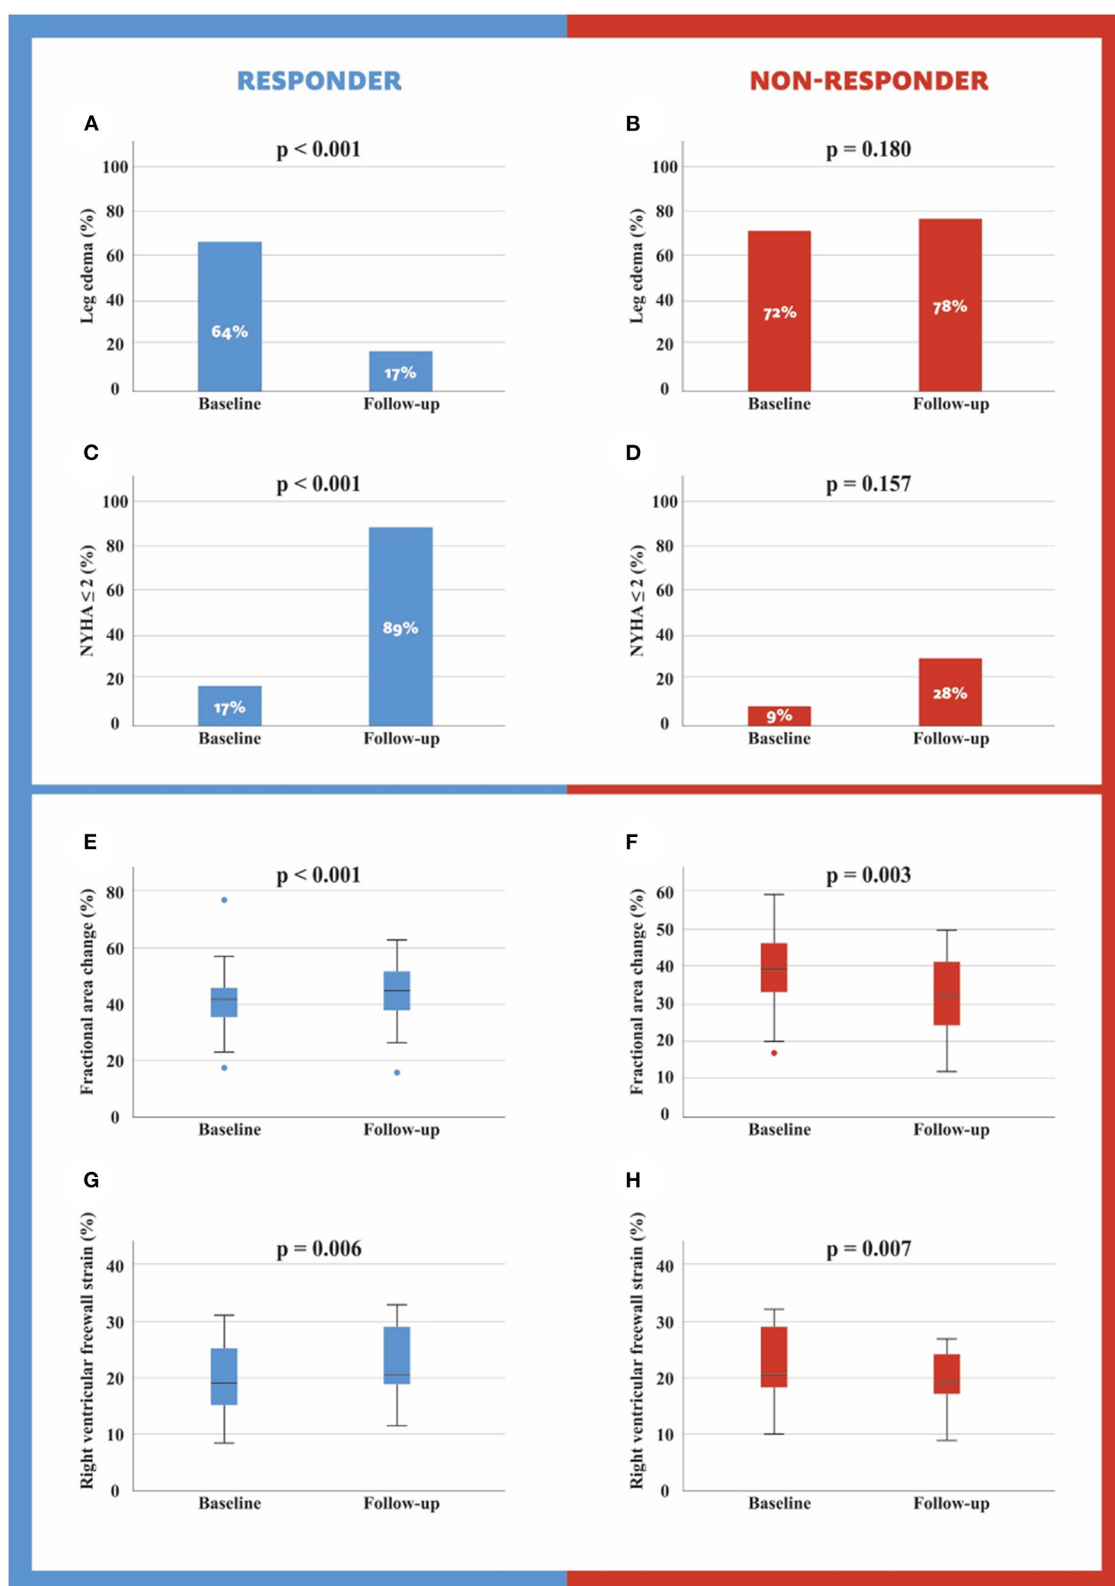 RESPONDER NON-RESPONDER
A
p < 0.001
Leg edema (%)
100
80
60
40
20
0
64%
17%
Baseline Follow-up
B
p = 0.180
Leg edema (%)
100
80
60
40
20
0
72%
78%
Baseline Follow-up
C
p < 0.001
NYHA ≤ 2 (%)
100
80
60
40
20
0
17%
89%
Baseline Follow-up
D
p = 0.157
NYHA ≤ 2 (%)
100
80
60
40
20
0
9%
28%
Baseline Follow-up
E
p < 0.001
Fractional area change (%)
80
60
40
20
0
Baseline Follow-up
F
p = 0.003
Fractional area change (%)
60
50
40
30
20
10
0
Baseline Follow-up
G
p = 0.006
Right ventricular freewall strain (%)
40
30
20
10
0
Baseline Follow-up
H
p = 0.007
Right ventricular freewall strain (%)
40
30
20
10
0
Baseline Follow-up